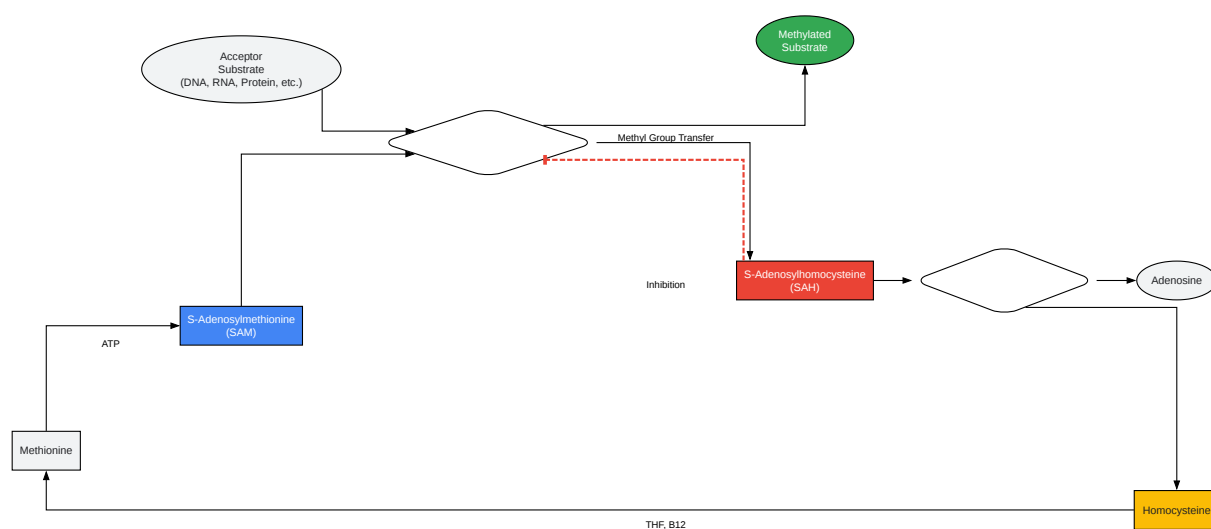 Methylated
Substrate
Acceptor
Substrate
(DNA, RNA, Protein, etc.)
Methyl Group Transfer
S-Adenosylhomocysteine
(SAH)
Adenosine
Inhibition
S-Adenosylmethionine
(SAM)
ATP
Methionine
Homocysteine
THF, B12